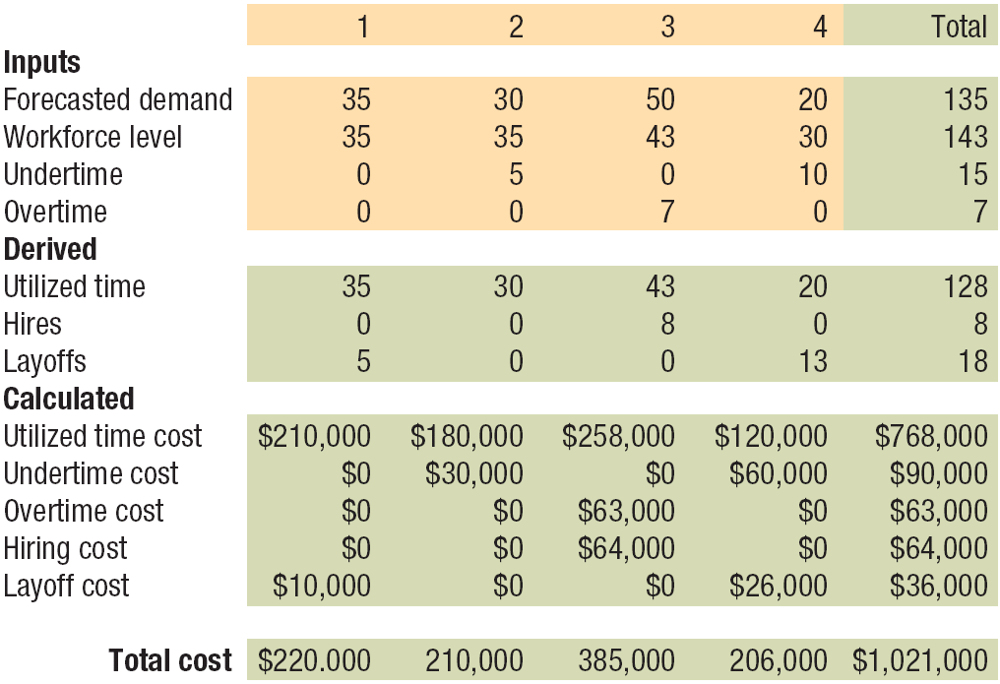 1 2 3 4 Total
Inputs
Forecasted demand 35 30 50 20 135
Workforce level 35 35 43 30 143
Undertime 0 5 0 10 15
Overtime 0 0 7 0 7
Derived
Utilized time 35 30 43 20 128
Hires 0 0 8 0 8
Layoffs 5 0 0 13 18
Calculated
Utilized time cost $210,000 $180,000 $258,000 $120,000 $768,000
Undertime cost $0 $30,000 $0 $60,000 $90,000
Overtime cost $0 $0 $63,000 $0 $63,000
Hiring cost $0 $0 $64,000 $0 $64,000
Layoff cost $10,000 $0 $0 $26,000 $36,000
Total cost $220.000 210,000 385,000 206,000 $1,021,000